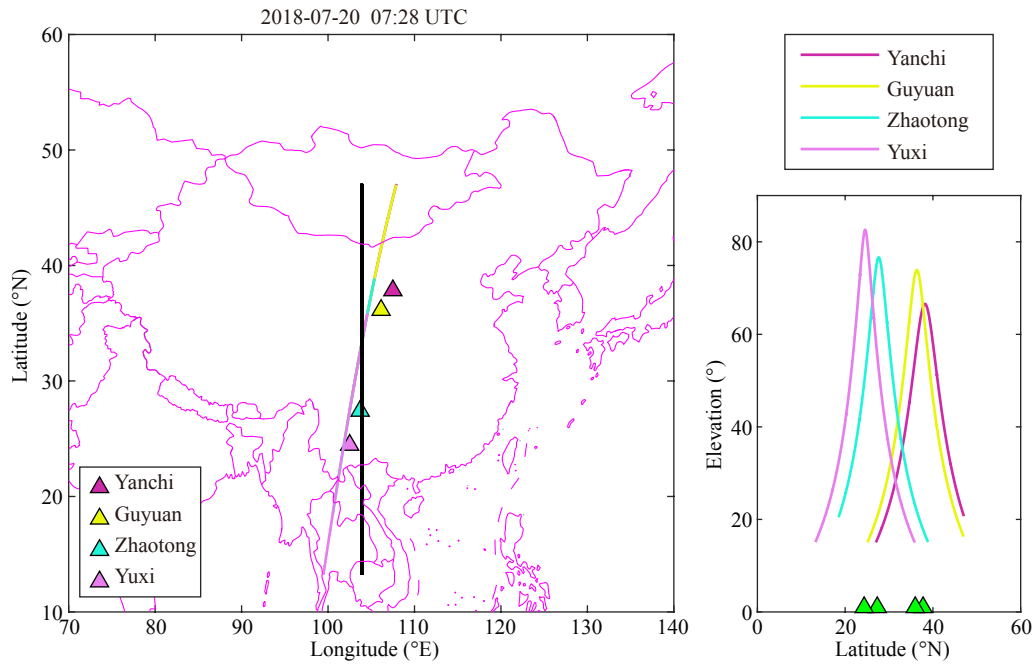 2018-07-20 07:28 UTC
60
50
40
30
20
10
Latitude (°N)
70 80 90 100 110 120 130 140
Longitude (°E)
Yanchi
Guyuan
Zhaotong
Yuxi
Yanchi
Guyuan
Zhaotong
Yuxi
80
60
40
20
0
Elevation (°)
0 20 40 60
Latitude (°N)